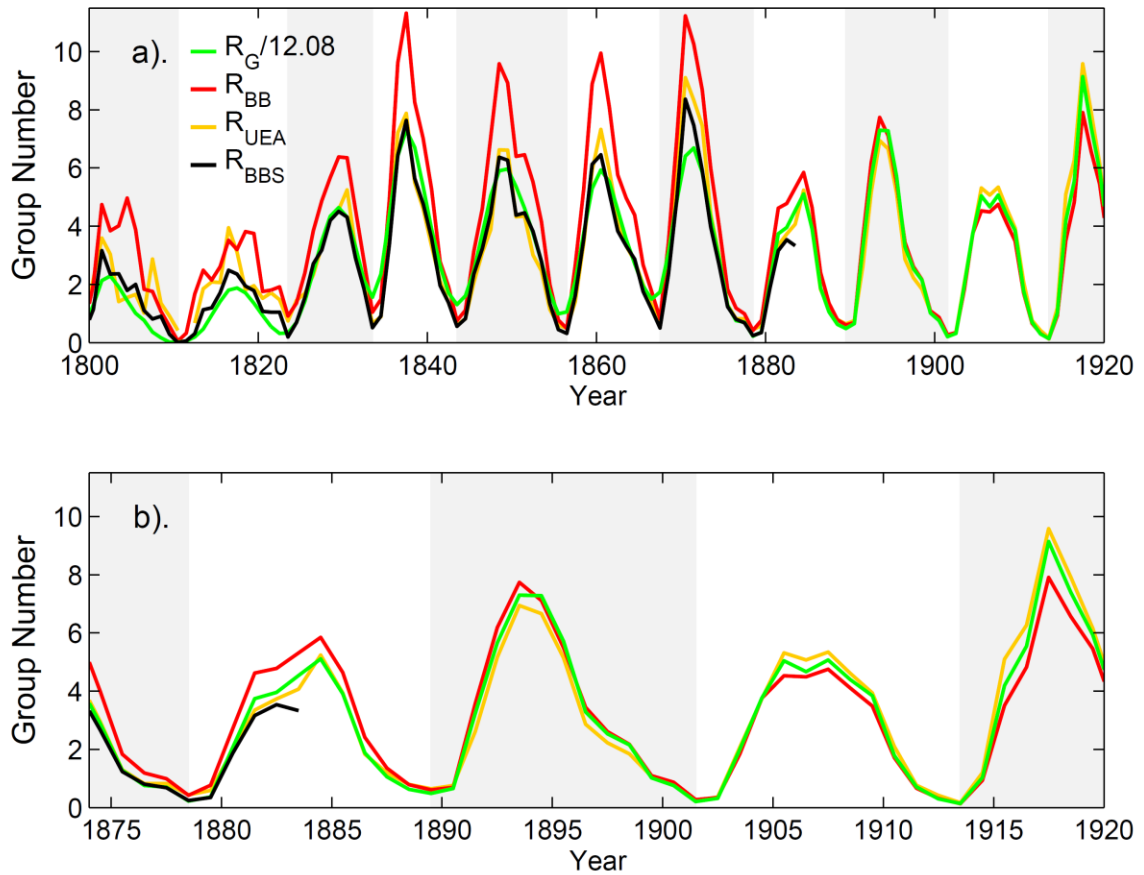 a).
R_G/12.08
R_BB
R_UEA
R_BBS
Group Number
10
8
6
4
2
0
1800 1820 1840 1860 1880 1900 1920
Year
b).
Group Number
10
8
6
4
2
0
1875 1880 1885 1890 1895 1900 1905 1910 1915 1920
Year